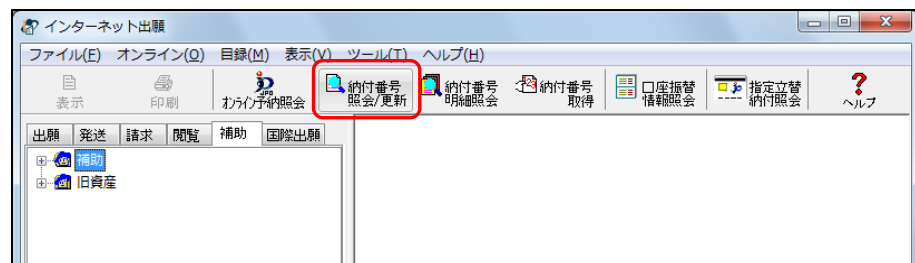 インターネット出願
ファイル(F) オンライン(O) 目録(M) 表示(V) ツール(T) ヘルプ(H)
表示 印刷 オンライン予納照会 納付番号照会/更新 納付番号明細照会 納付番号取得 口座振替情報照会 指定立替納付照会 ヘルプ
出願 発送 請求 閲覧 補助 国際出願
補助
旧資産